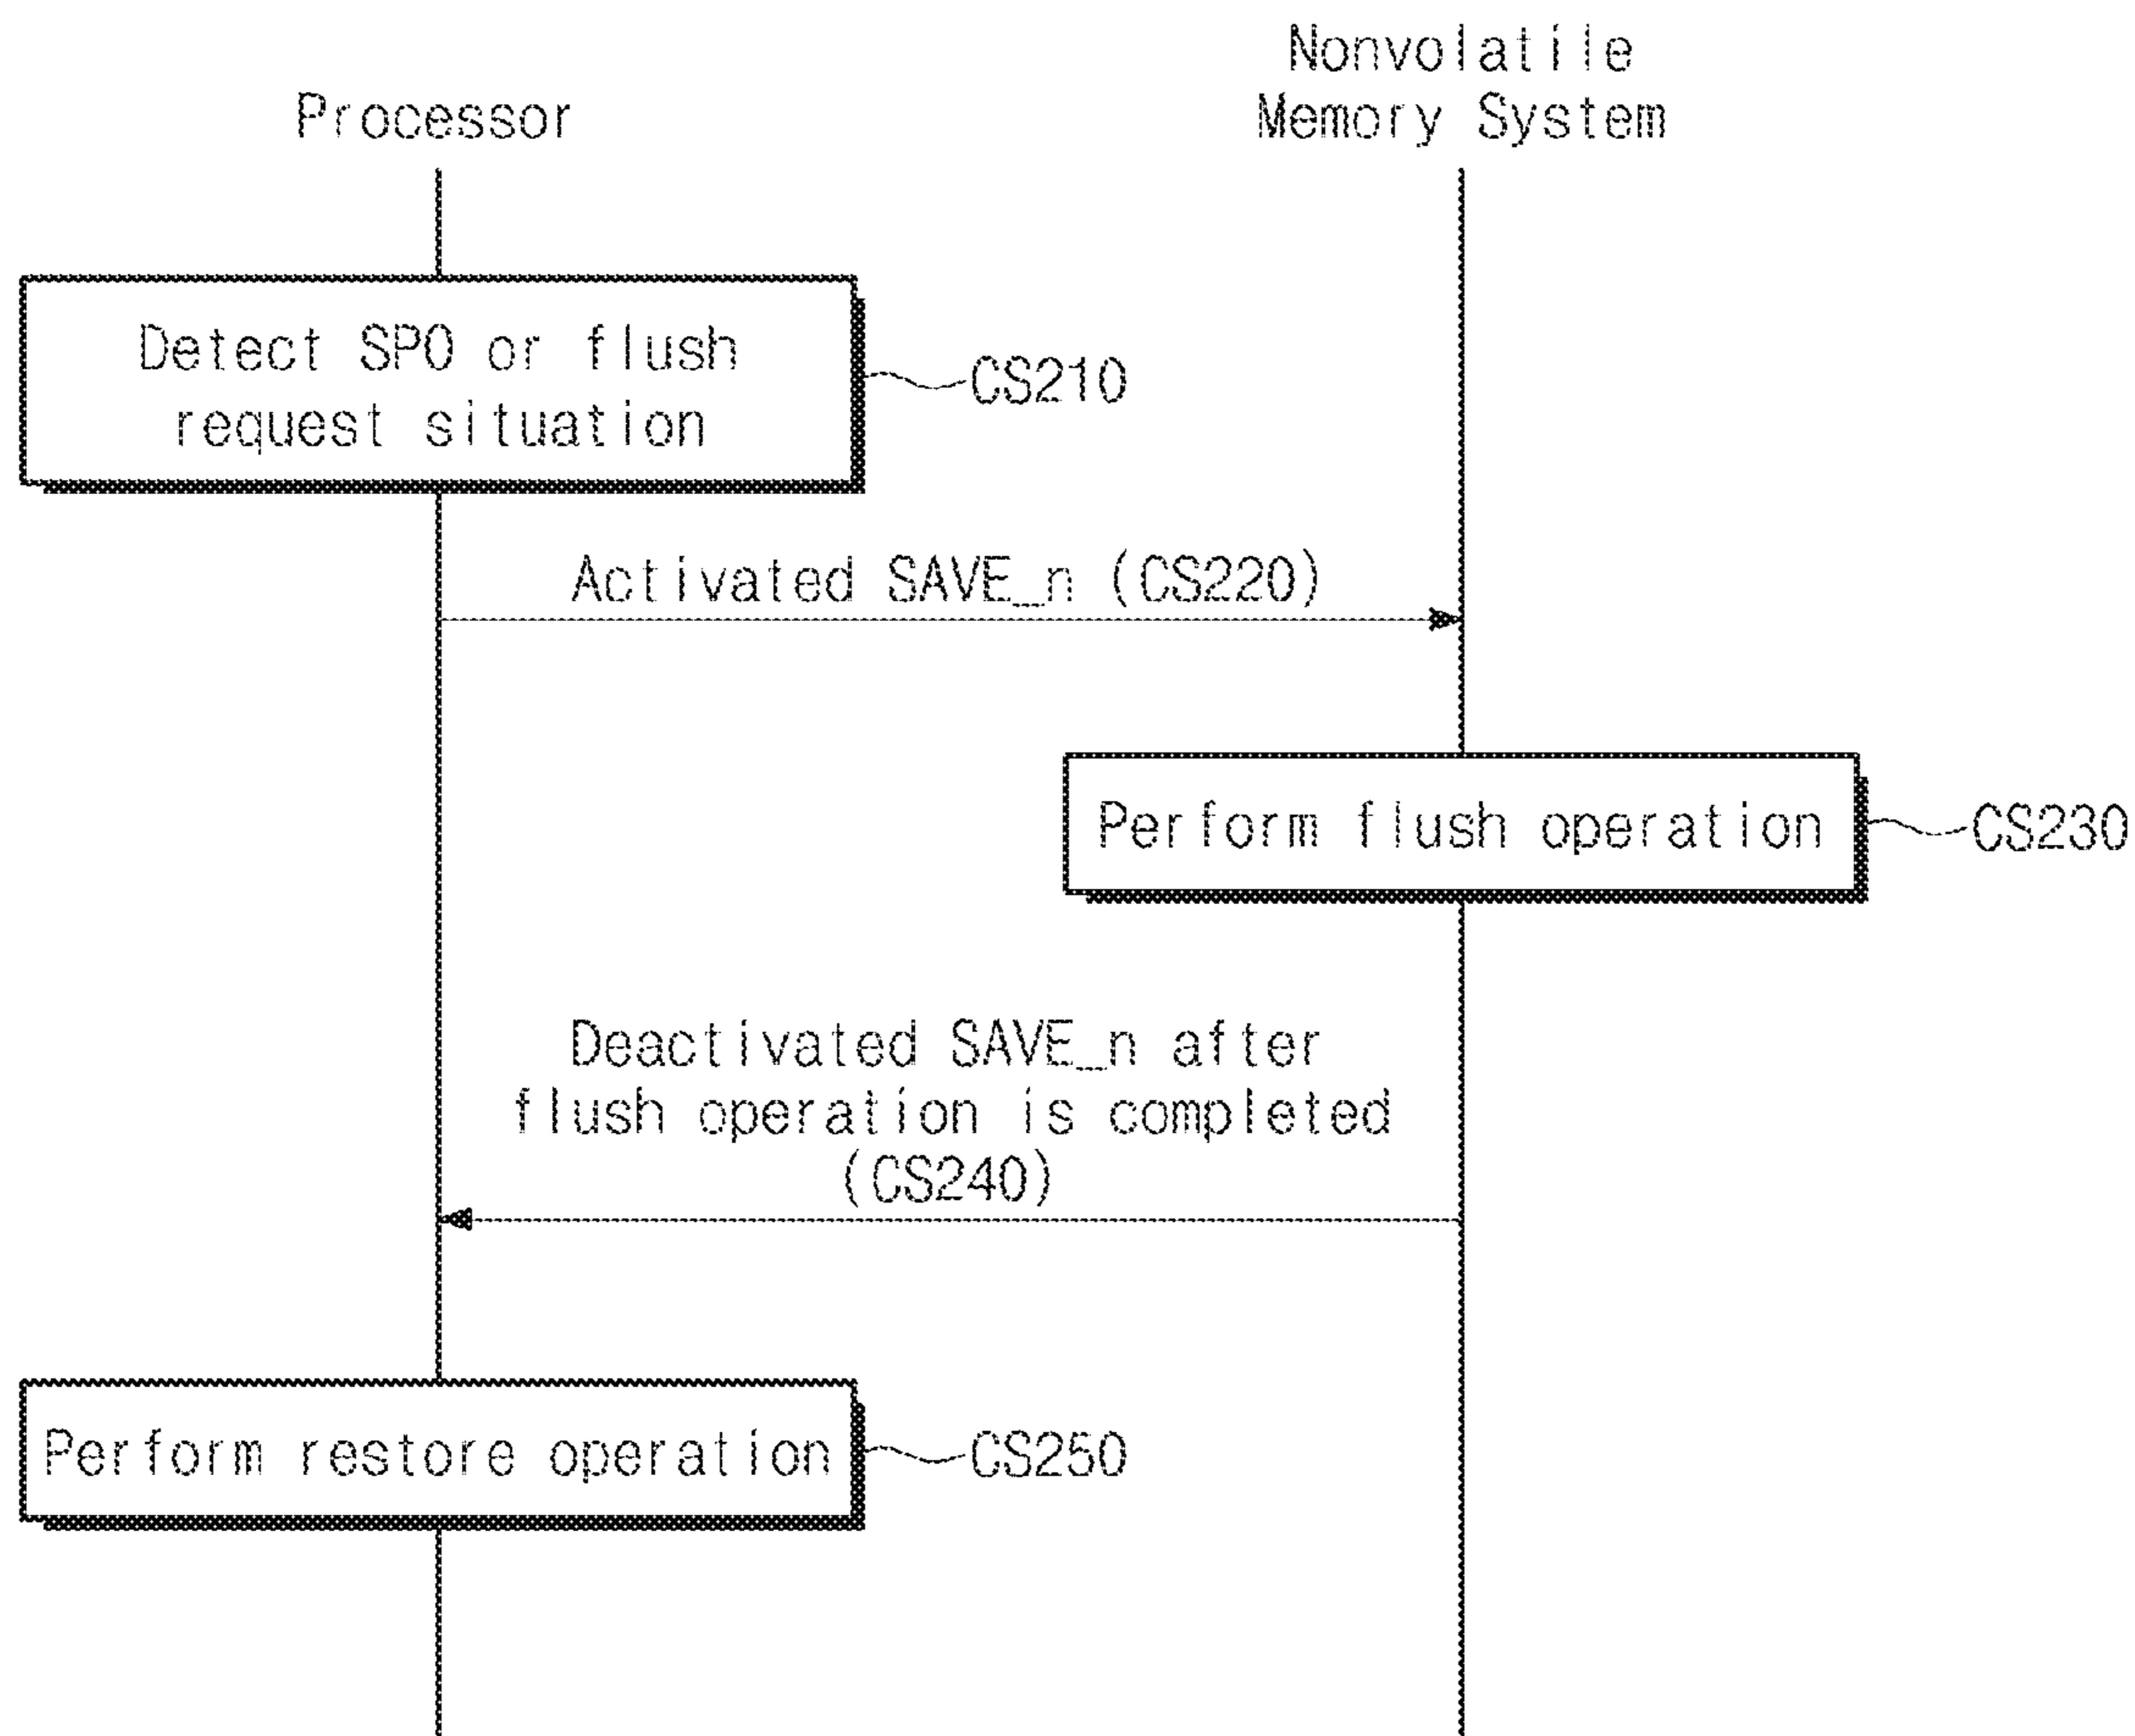 Processor
Nonvolatile
Memory System
Detect SPO or flush
request situation
CS210
Activated SAVE_n (CS220)
Perform flush operation
CS230
Deactivated SAVE_n after
flush operation is completed
(CS240)
Perform restore operation
CS250